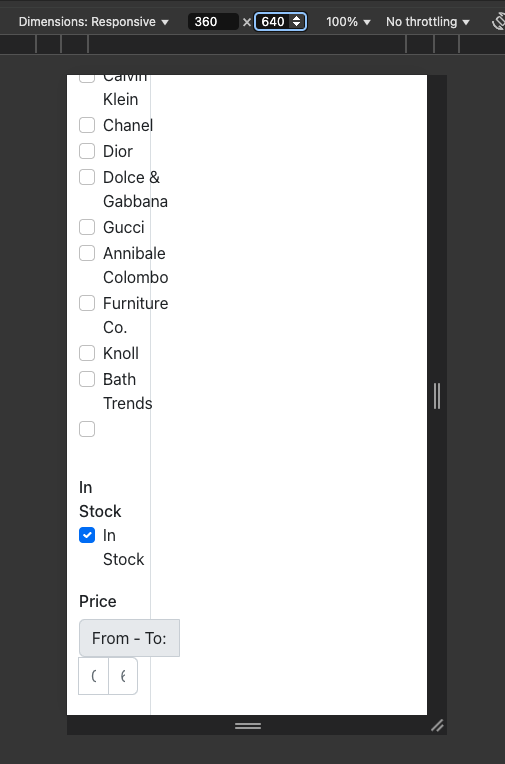 Dimensions: Responsive 360 × 640 100% No throttling
Calvin
Klein
Chanel
Dior
Dolce &
Gabbana
Gucci
Annibale
Colombo
Furniture
Co.
Knoll
Bath
Trends
In
Stock
In
Stock
Price
From - To: